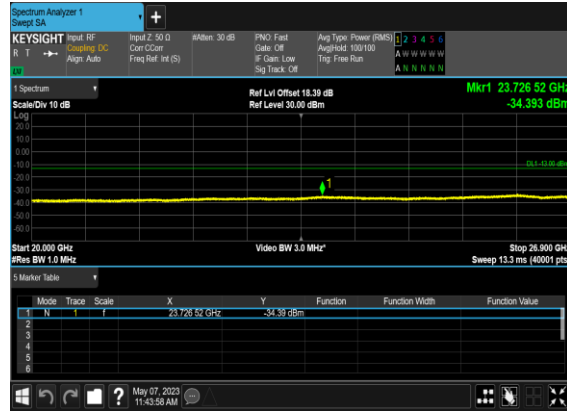 Spectrum Analyzer 1
Swept SA
+
KEYSIGHT Input: RF Input Z: 50 Ω #Atten: 30 dB PNO: Fast Avg Type: Power (RMS) 1 2 3 4 5 6
R T Coupling: DC Corr CCorr Gate: Off Avg|Hold: 100/100 A W W W W W
Align: Auto Freq Ref: Int (S) IF Gain: Low Trig: Free Run
Sig Track: Off A N N N N N
1 Spectrum
Ref Lvl Offset 18.39 dB Mkr1 23.726 52 GHz
Scale/Div 10 dB Ref Level 30.00 dBm -34.393 dBm
Log
20.0
10.0
0.00
-10.0 DL1 -13.00 dBm
-20.0
-30.0 1
-40.0
-50.0
-60.0
Start 20.000 GHz Video BW 3.0 MHz* Stop 26.900 GHz
#Res BW 1.0 MHz Sweep 13.3 ms (40001 pts)
5 Marker Table
Mode Trace Scale X Y Function Function Width Function Value
1 N 1 f 23.726 52 GHz -34.39 dBm
2
3
4
5
6
? May 07, 2023
11:43:58 AM